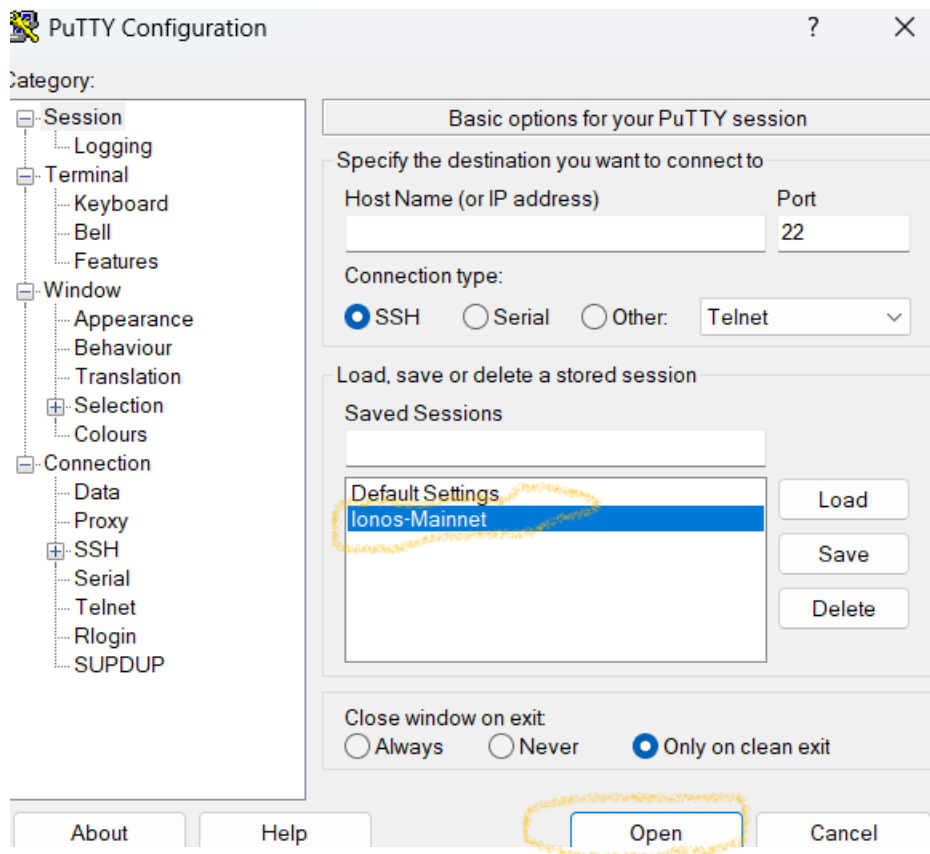 PuTTY Configuration ? ×
Category:
Session
Logging
Terminal
Keyboard
Bell
Features
Window
Appearance
Behaviour
Translation
Selection
Colours
Connection
Data
Proxy
SSH
Serial
Telnet
Rlogin
SUPDUP
Basic options for your PuTTY session
Specify the destination you want to connect to
Host Name (or IP address) Port
22
Connection type:
SSH Serial Other: Telnet
Load, save or delete a stored session
Saved Sessions
Default Settings
Ionos-Mainnet
Load
Save
Delete
Close window on exit:
Always Never Only on clean exit
About Help Open Cancel